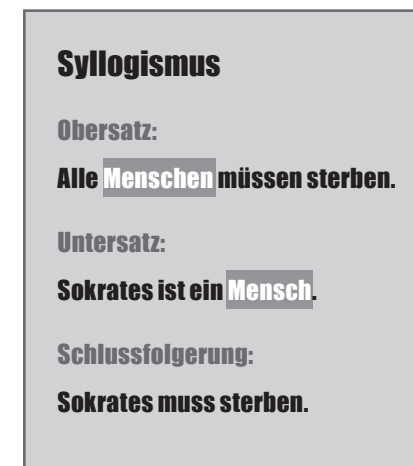 Syllogismus
Obersatz:
Alle Menschen müssen sterben.
Untersatz:
Sokrates ist ein Mensch.
Schlussfolgerung:
Sokrates muss sterben.